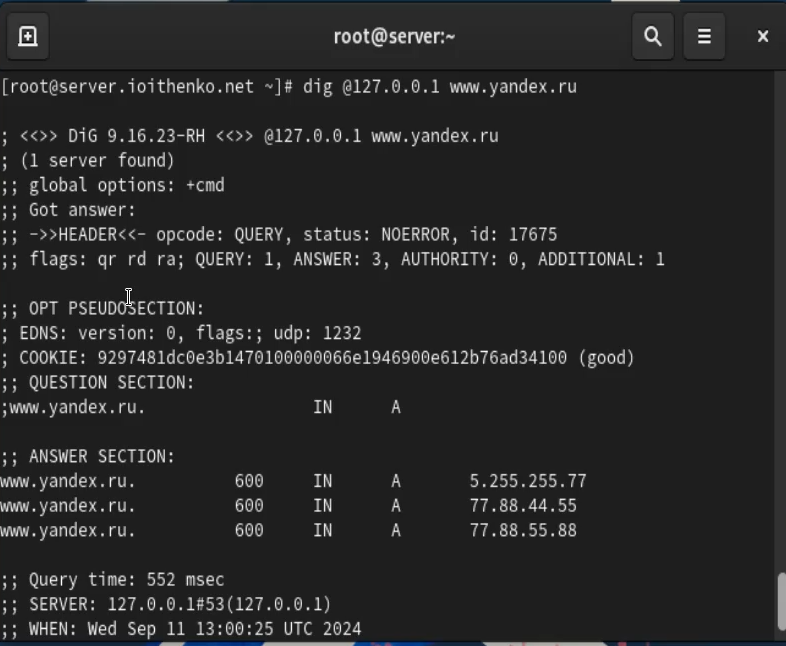 root@server:~
[root@server.ioithenko.net ~]# dig @127.0.0.1 www.yandex.ru
; <<>> DiG 9.16.23-RH <<>> @127.0.0.1 www.yandex.ru
; (1 server found)
;; global options: +cmd
;; Got answer:
;; ->>HEADER<<- opcode: QUERY, status: NOERROR, id: 17675
;; flags: qr rd ra; QUERY: 1, ANSWER: 3, AUTHORITY: 0, ADDITIONAL: 1
;; OPT PSEUDOSECTION:
; EDNS: version: 0, flags:; udp: 1232
; COOKIE: 9297481dc0e3b1470100000066e1946900e612b76ad34100 (good)
;; QUESTION SECTION:
;www.yandex.ru. IN A
;; ANSWER SECTION:
www.yandex.ru. 600 IN A 5.255.255.77
www.yandex.ru. 600 IN A 77.88.44.55
www.yandex.ru. 600 IN A 77.88.55.88
;; Query time: 552 msec
;; SERVER: 127.0.0.1#53(127.0.0.1)
;; WHEN: Wed Sep 11 13:00:25 UTC 2024